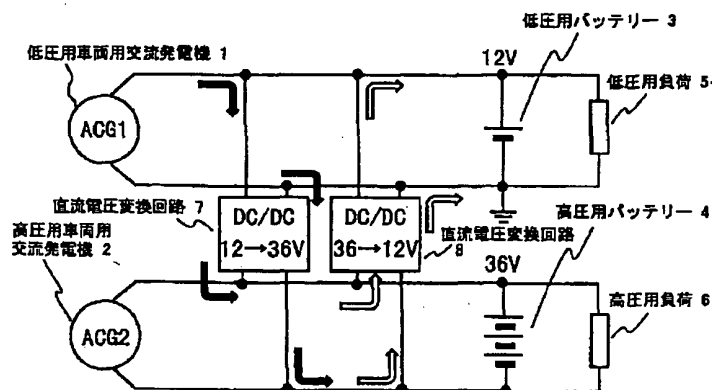 低圧用バッテリー 3
低圧用車両用交流発電機 1
12V
低圧用負荷 5
ACG1
直流電圧変換回路 7
DC/DC
12→36V
DC/DC
36→12V
高圧用バッテリー 4
直流電圧変換回路
8
高圧用車両用
交流発電機 2
36V
高圧用負荷 6
ACG2